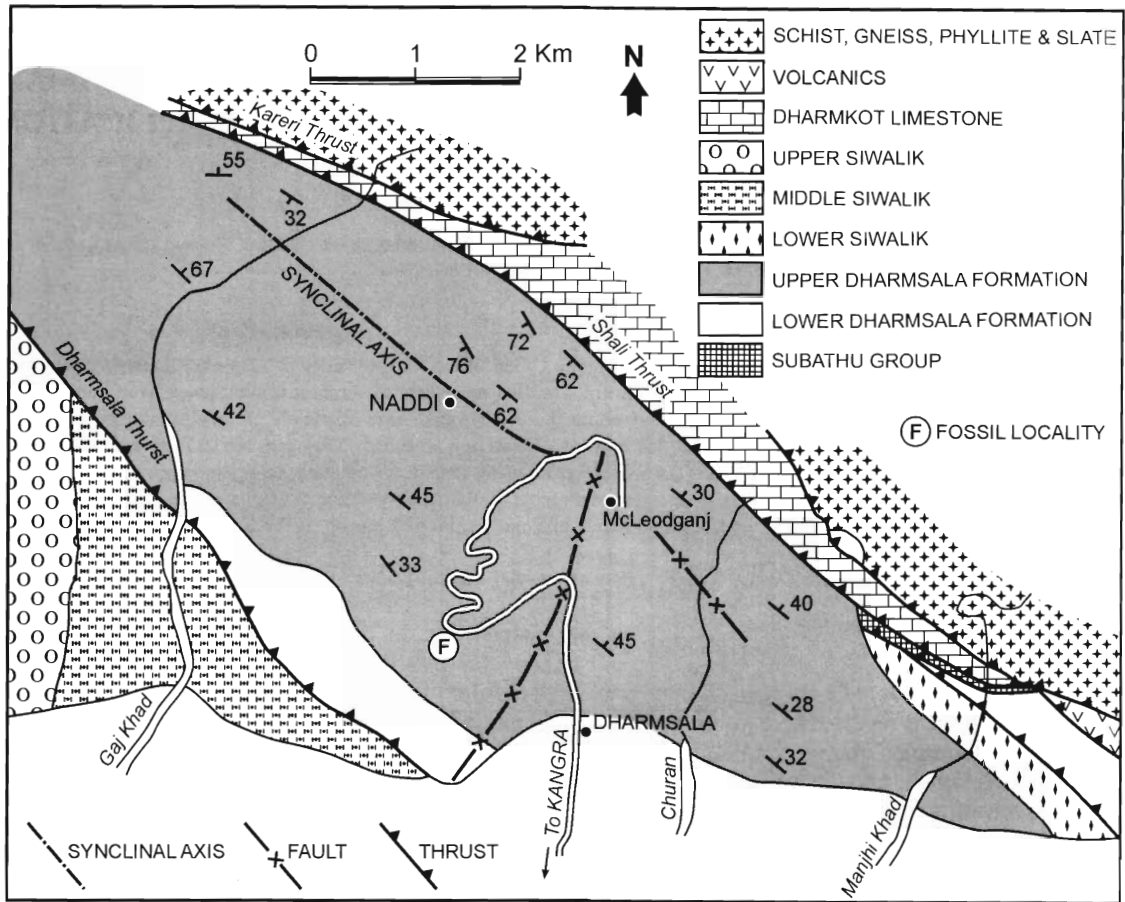 0 2 Km
N
SCHIST, GNEISS, PHYLLITE & SLATE
VOLCANICS
DHARMKOT LIMESTONE
UPPER SIWALIK
MIDDLE SIWALIK
LOWER SIWALIK
UPPER DHARMSALA FORMATION
LOWER DHARMSALA FORMATION
SUBATHU GROUP
F FOSSIL LOCALITY
Kareri Thrust
55
32
67
SYNCLINAL AXIS
Shali Thrust
72
76
62
62
NADDI
Dharmsala Thurst
42
45
30
McLeodganj
33
40
F
45
28
DHARMSALA
32
Gaj Khad
To KANGRA
Churan
Manjhi Khad
SYNCLINAL AXIS
FAULT
THRUST